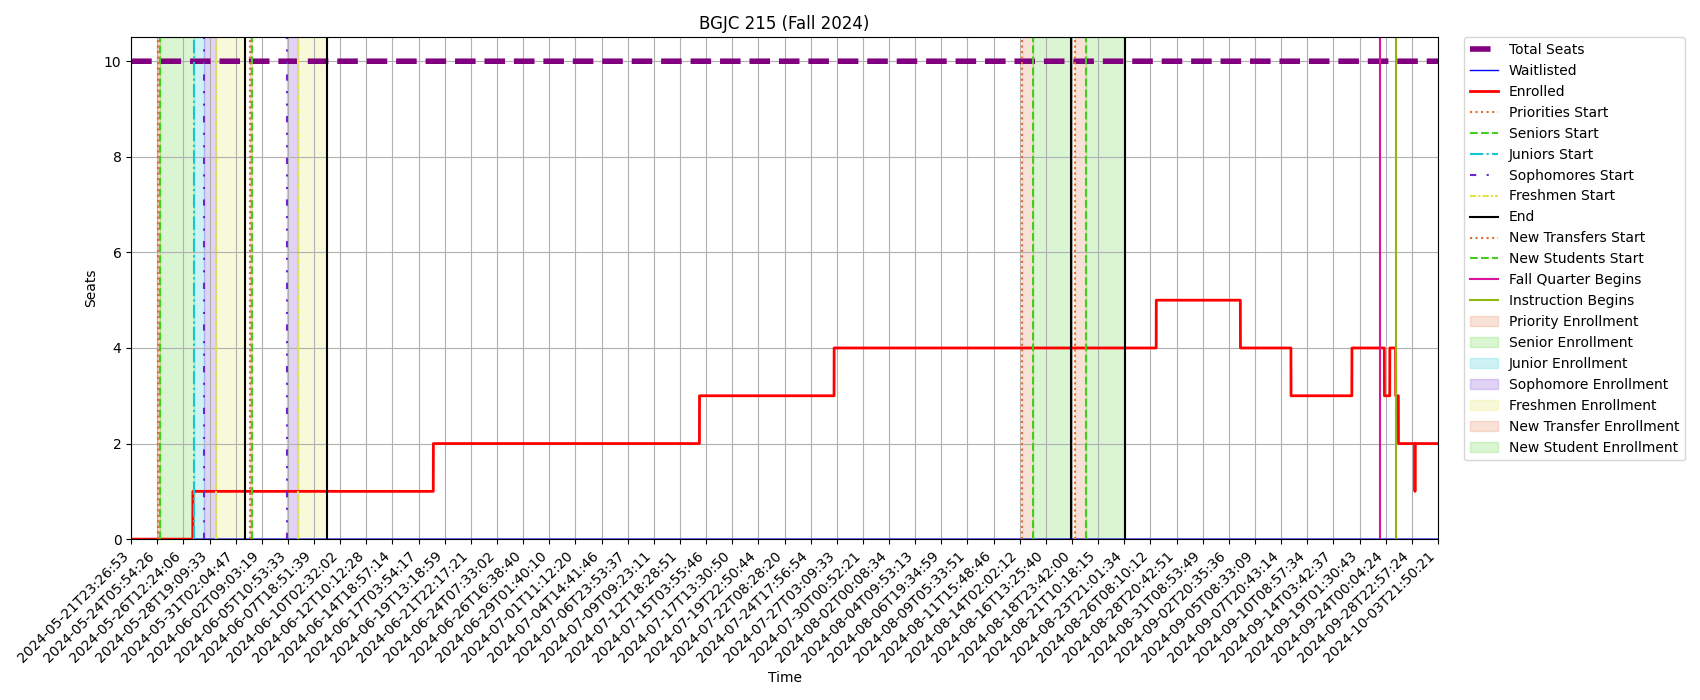 BGJC 215 (Fall 2024)
Seats
10
8
6
4
2
0
2024-05-21T23:26:53
2024-05-24T05:54:26
2024-05-26T12:24:06
2024-05-28T19:09:33
2024-05-31T02:04:47
2024-06-02T09:03:19
2024-06-05T10:53:33
2024-06-07T18:51:39
2024-06-10T02:32:02
2024-06-12T10:12:28
2024-06-14T18:57:14
2024-06-17T03:54:17
2024-06-19T13:18:59
2024-06-21T22:17:21
2024-06-24T07:33:02
2024-06-26T16:38:40
2024-06-29T01:40:10
2024-07-01T11:12:20
2024-07-04T14:41:46
2024-07-06T23:53:37
2024-07-09T09:23:11
2024-07-12T18:28:51
2024-07-15T03:55:46
2024-07-17T13:30:50
2024-07-19T22:50:44
2024-07-22T08:28:20
2024-07-24T17:56:54
2024-07-27T03:09:33
2024-07-30T00:52:21
2024-08-02T00:08:34
2024-08-04T09:53:13
2024-08-06T19:34:59
2024-08-09T05:33:51
2024-08-11T15:48:46
2024-08-14T02:02:12
2024-08-16T13:25:40
2024-08-18T23:42:00
2024-08-21T10:18:15
2024-08-23T21:01:34
2024-08-26T08:10:12
2024-08-28T20:42:51
2024-08-31T08:53:49
2024-09-02T20:35:36
2024-09-05T08:33:09
2024-09-07T20:43:14
2024-09-10T08:57:34
2024-09-14T03:42:37
2024-09-19T01:30:43
2024-09-24T00:04:24
2024-09-28T22:57:24
2024-10-03T21:50:21
Time
Total Seats
Waitlisted
Enrolled
Priorities Start
Seniors Start
Juniors Start
Sophomores Start
Freshmen Start
End
New Transfers Start
New Students Start
Fall Quarter Begins
Instruction Begins
Priority Enrollment
Senior Enrollment
Junior Enrollment
Sophomore Enrollment
Freshmen Enrollment
New Transfer Enrollment
New Student Enrollment